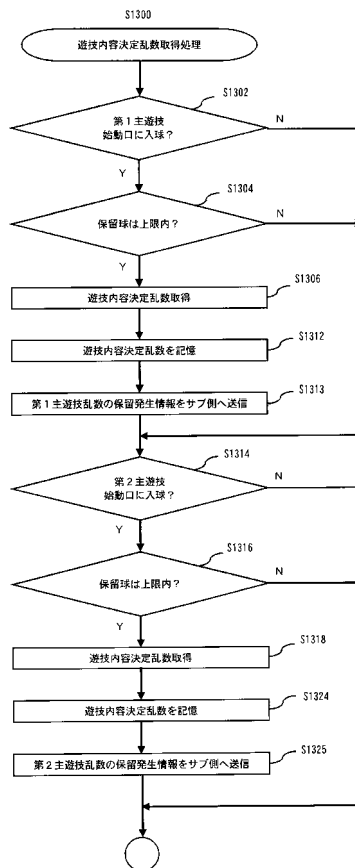 S1300
遊技内容決定乱数取得処理
S1302
第1主遊技
始動口に入球?
N
Y
S1304
保留球は上限内?
N
Y
S1306
遊技内容決定乱数取得
S1312
遊技内容決定乱数を記憶
S1313
第1主遊技乱数の保留発生情報をサブ側へ送信
S1314
第2主遊技
始動口に入球?
N
Y
S1316
保留球は上限内?
N
Y
S1318
遊技内容決定乱数取得
S1324
遊技内容決定乱数を記憶
S1325
第2主遊技乱数の保留発生情報をサブ側へ送信